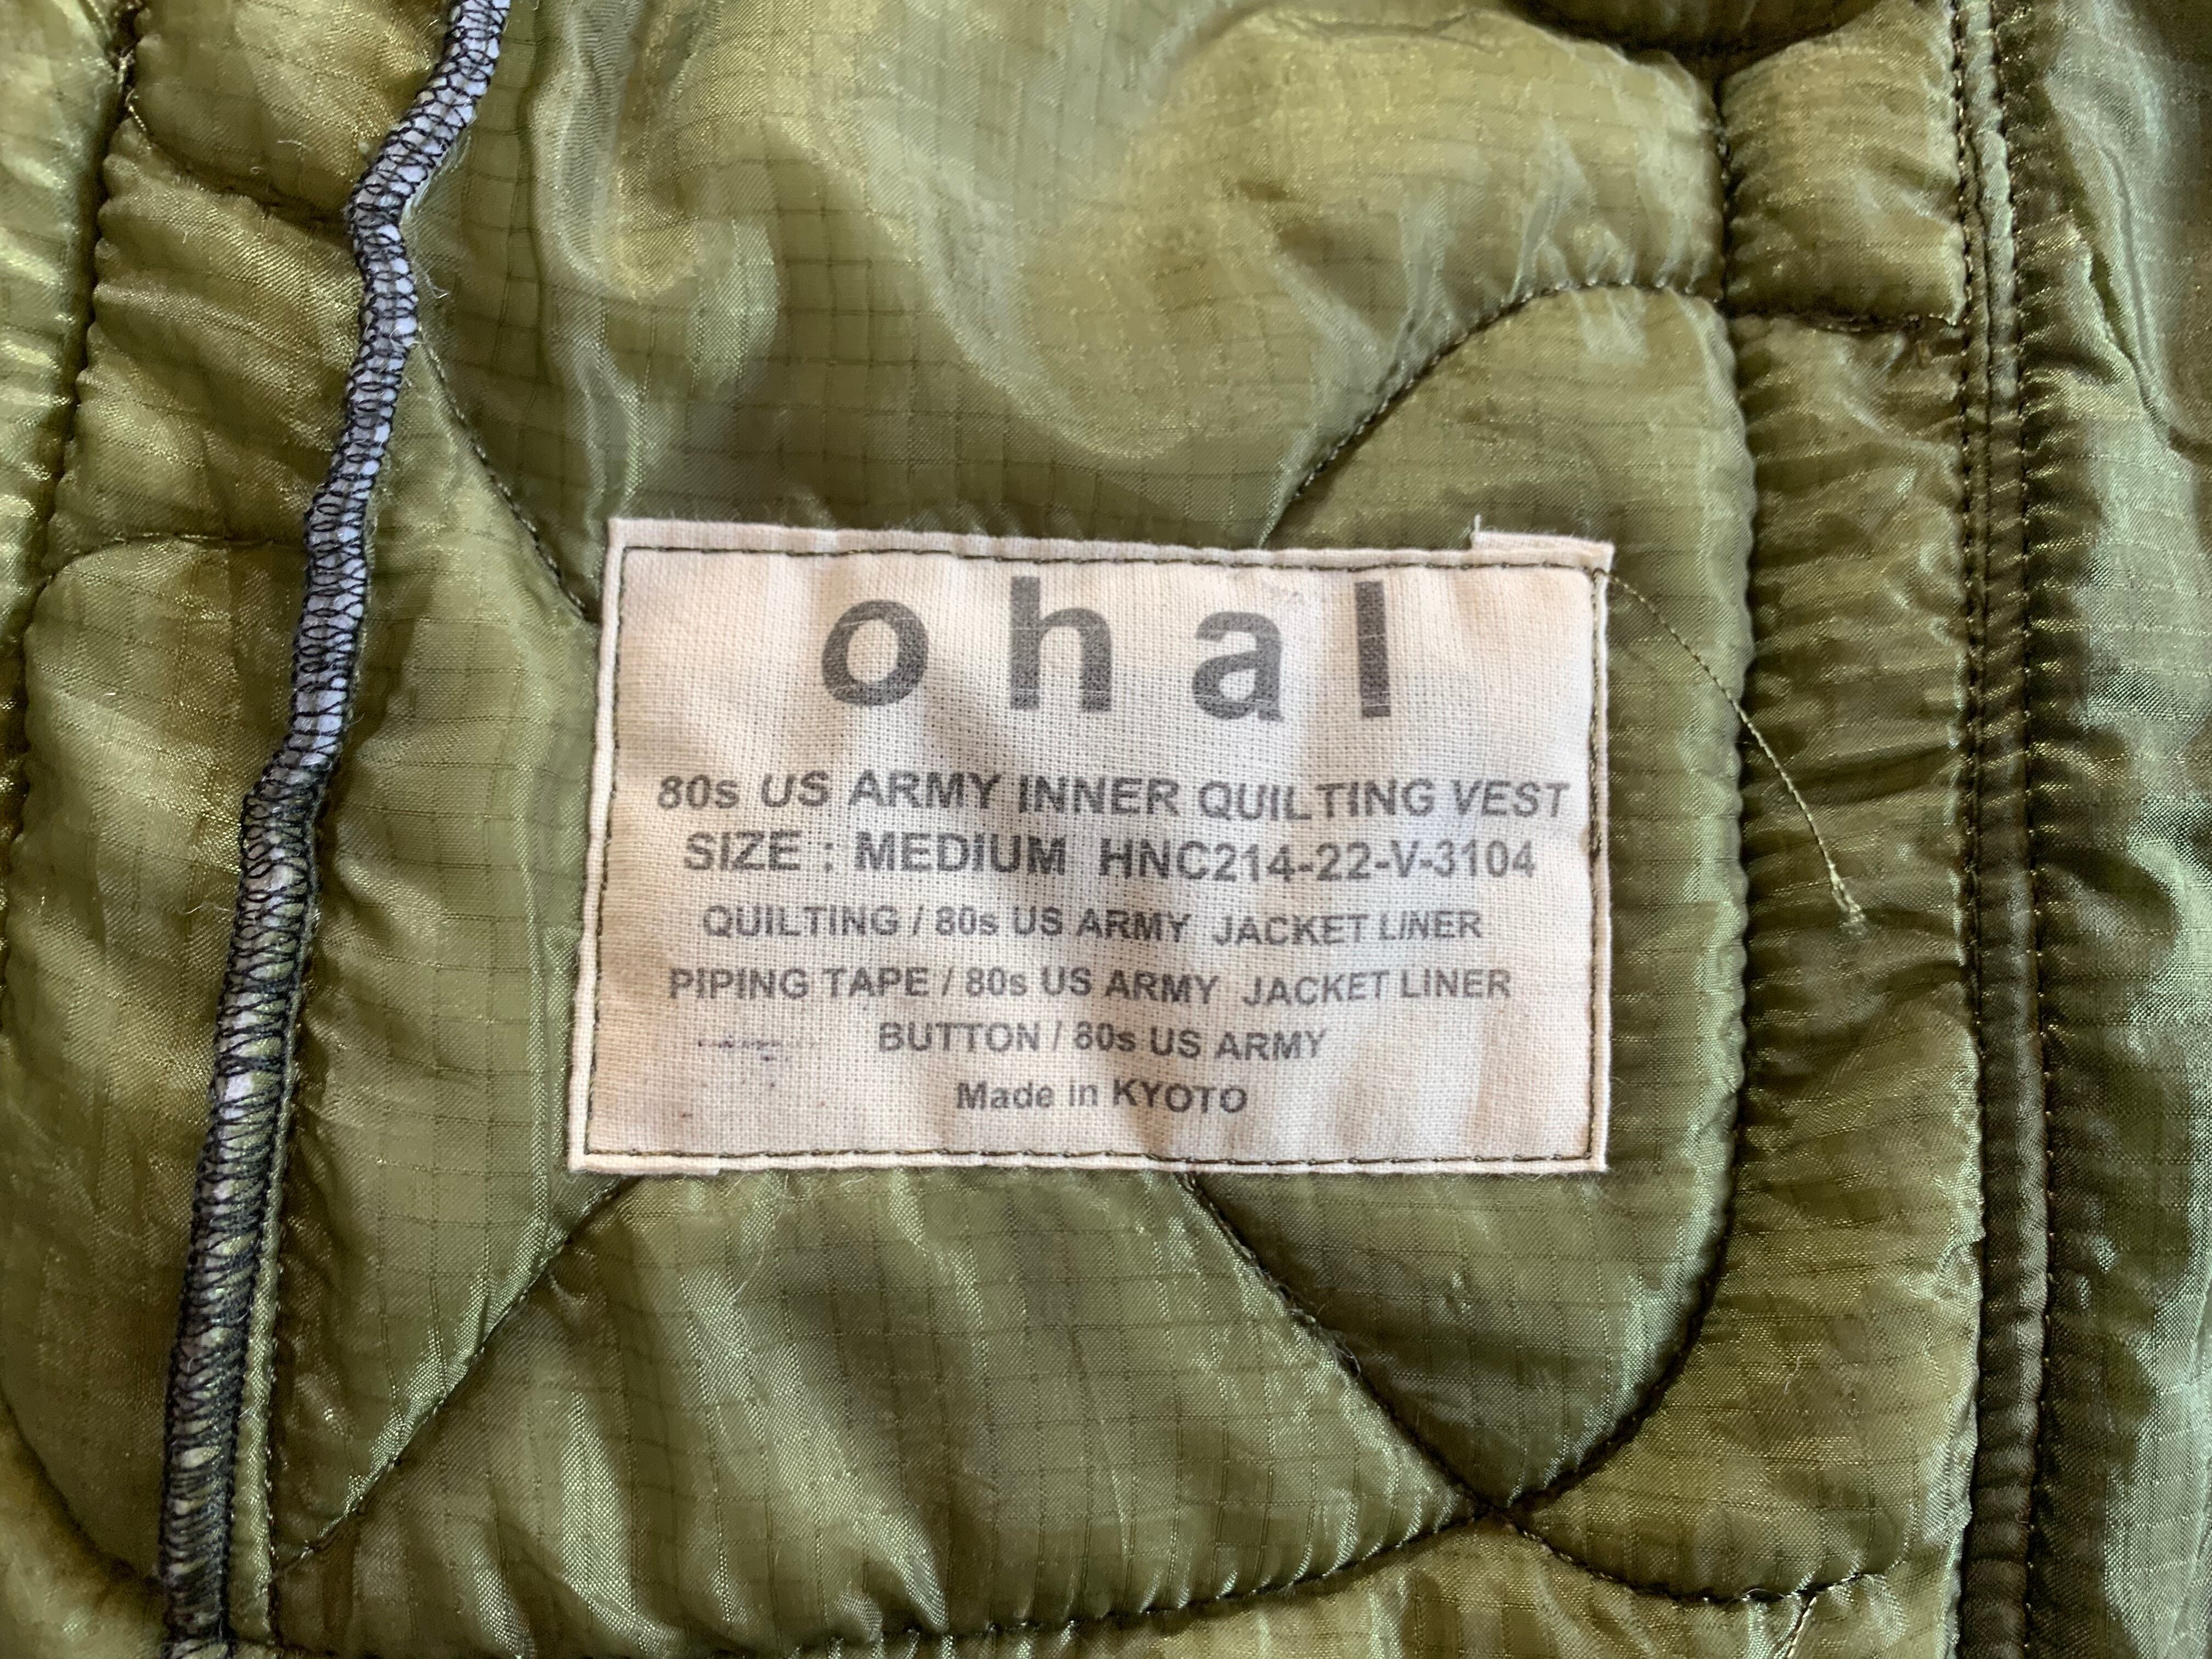 ohal
80s US ARMY INNER QUILTING VEST
SIZE : MEDIUM HNC214-22-V-3104
QUILTING / 80s US ARMY JACKET LINER
PIPING TAPE / 80s US ARMY JACKET LINER
BUTTON / 80s US ARMY
Made in KYOTO